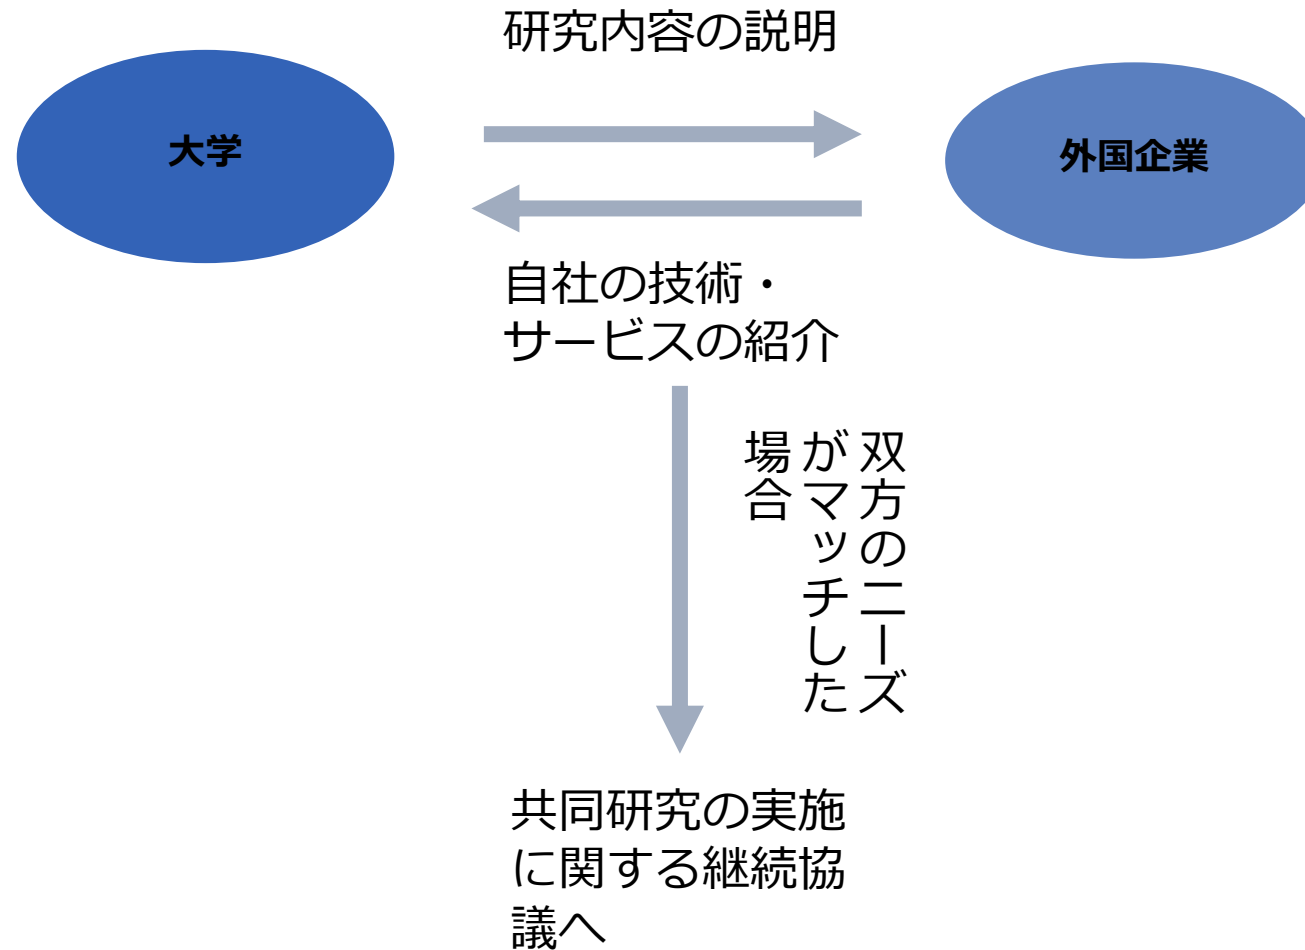 研究内容の説明
大学
外国企業
自社の技術・
サービスの紹介
双方のニーズ
がマッチした
場合
共同研究の実施
に関する継続協
議へ